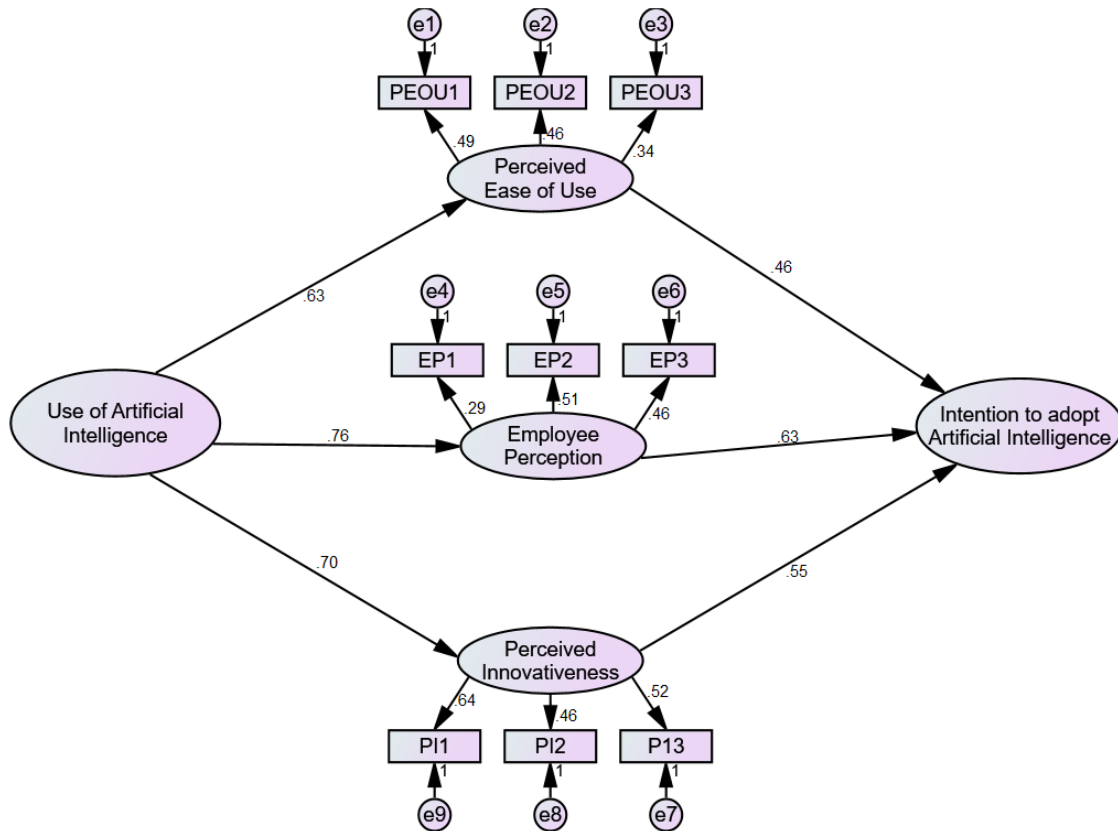 e1 e2 e3
1 1 1
PEOU1 PEOU2 PEOU3
.49 .46 .34
Perceived
Ease of Use
.63 .46
e4 e5 e6
1 1 1
EP1 EP2 EP3
.29 .51 .46
Use of Artificial
Intelligence
.76
Employee
Perception
.63
Intention to adopt
Artificial Intelligence
.70 .55
Perceived
Innovativeness
.64 .46 .52
PI1 PI2 P13
1 1 1
e9 e8 e7